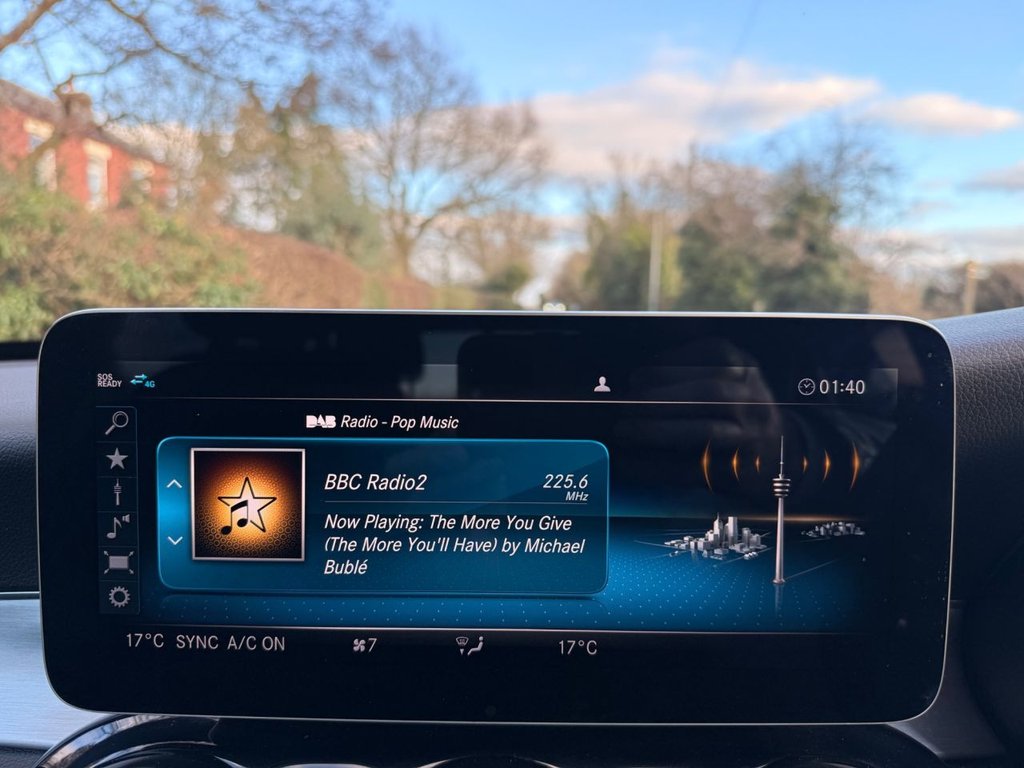 SOS
READY 4G
01:40
DAB Radio - Pop Music
BBC Radio2 225.6
MHz
Now Playing: The More You Give
(The More You'll Have) by Michael
Bublé
17°C SYNC A/C ON 7 17°C